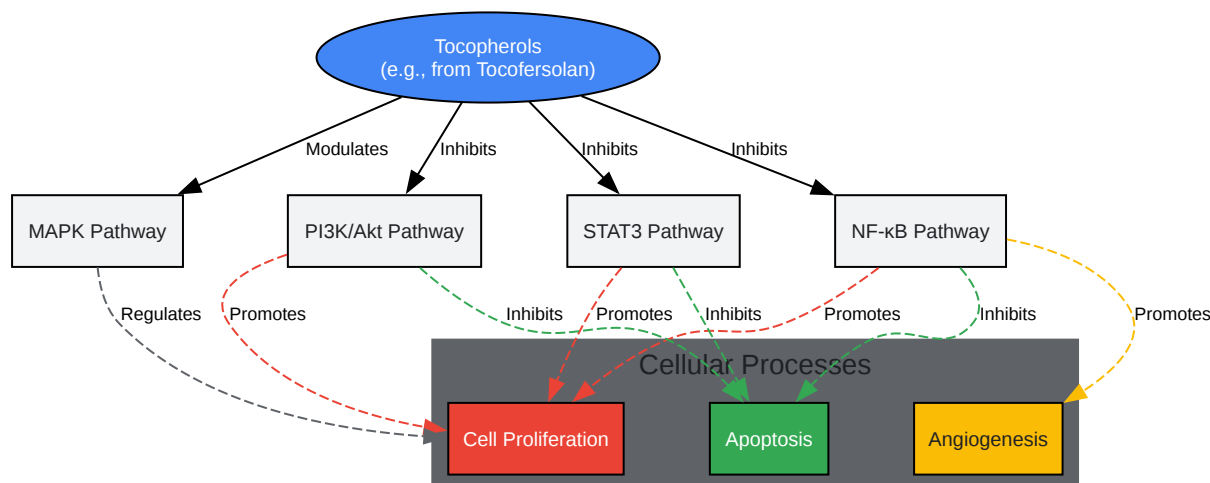 Tocopherols
(e.g., from Tocofersolan)
Modulates
Inhibits
Inhibits
Inhibits
MAPK Pathway
PI3K/Akt Pathway
STAT3 Pathway
NF-κB Pathway
Regulates
Promotes
Inhibits
Promotes
Inhibits
Promotes
Inhibits
Promotes
Cellular Processes
Cell Proliferation
Apoptosis
Angiogenesis